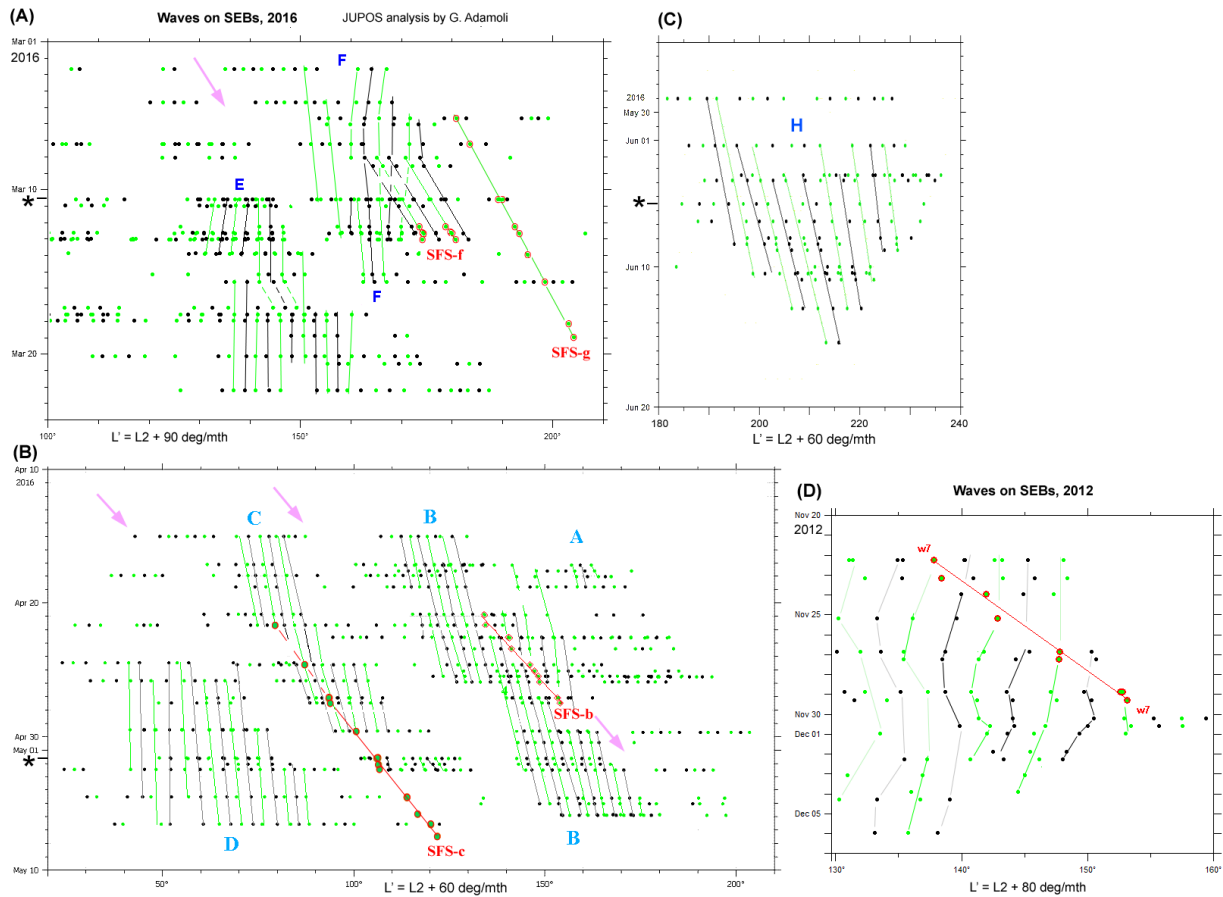 (A)
Waves on SEBs, 2016
JUPOS analysis by G. Adamoli
Mar 01
2016
F
E
Mar 10
*
SFS-f
F
SFS-g
Mar 20
100°
150°
200°
L' = L2 + 90 deg/mth
(C)
2016
May 30
Jun 01
H
*
Jun 10
Jun 20
180
200
220
240
L' = L2 + 60 deg/mth
(B)
Apr 10
2016
C
B
A
Apr 20
SFS-b
Apr 30
May 01
*
D
B
SFS-c
May 10
50°
100°
150°
200°
L' = L2 + 60 deg/mth
(D)
Waves on SEBs, 2012
Nov 20
2012
w7
Nov 25
w7
Nov 30
Dec 01
Dec 05
130°
140°
150°
160°
L' = L2 + 80 deg/mth